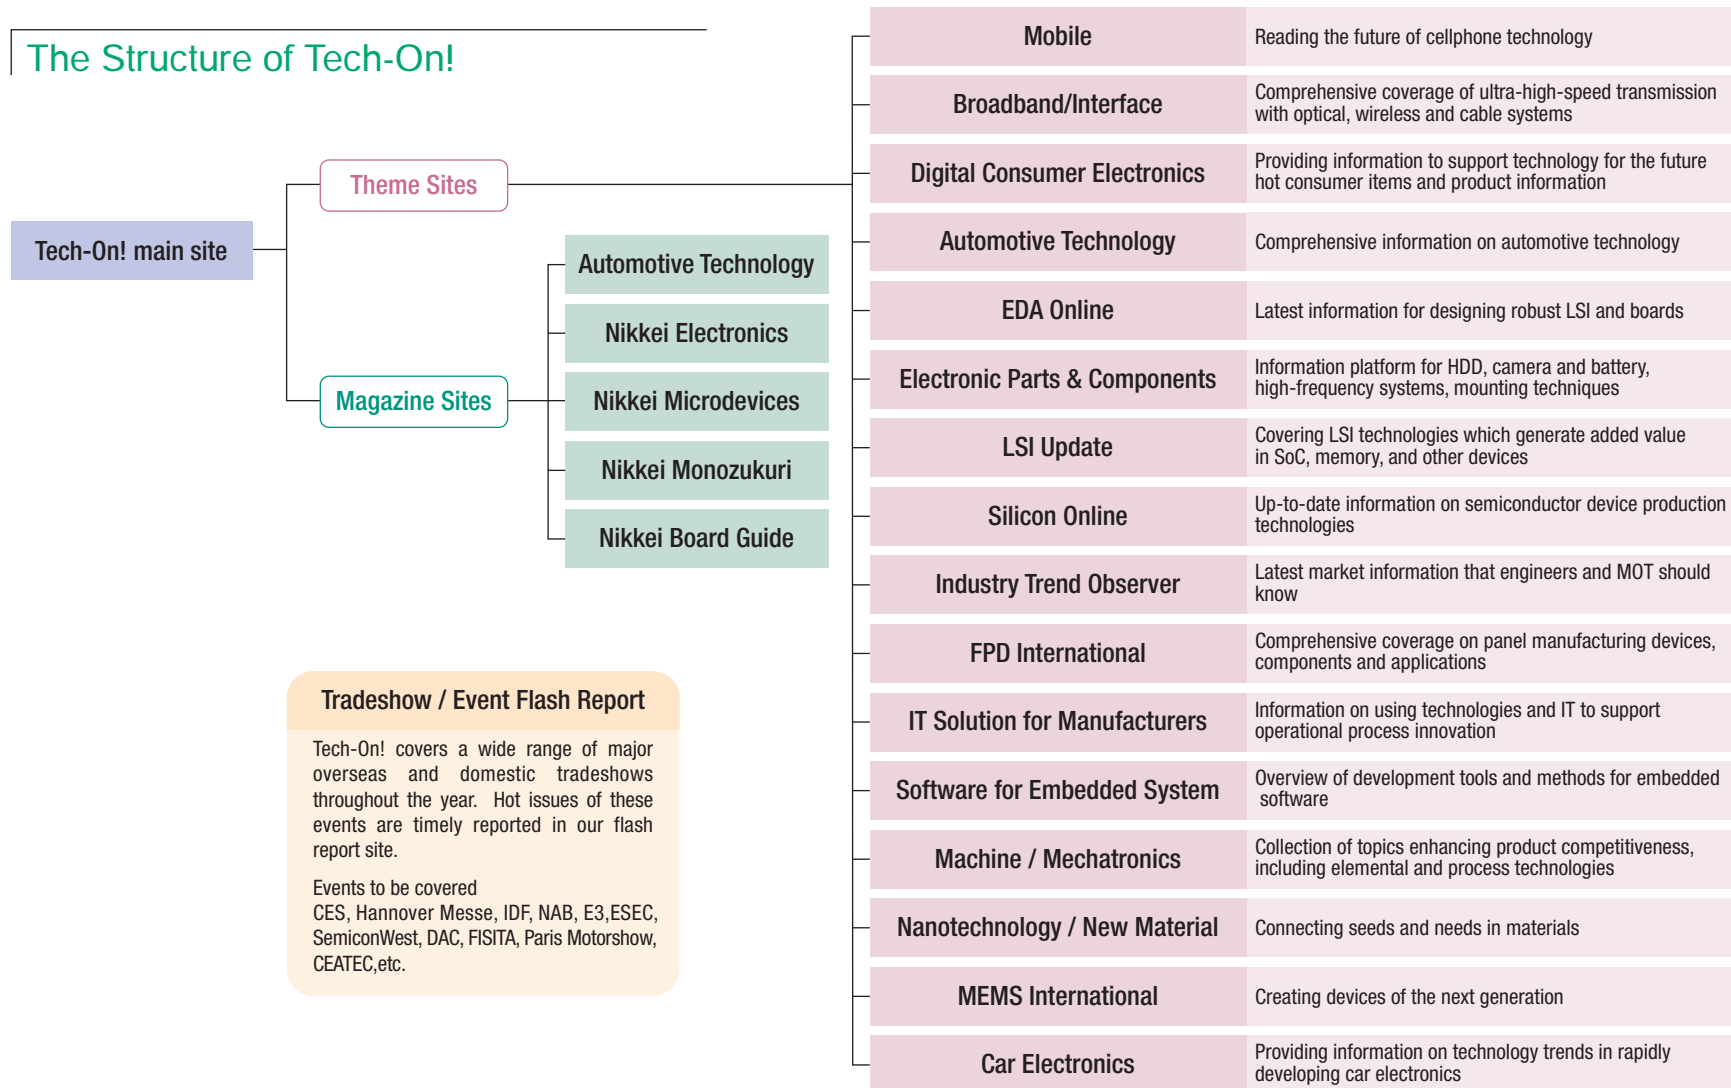 The Structure of Tech-On!
Tech-On! main site
Theme Sites
Magazine Sites
Automotive Technology
Nikkei Electronics
Nikkei Microdevices
Nikkei Monozukuri
Nikkei Board Guide
Tradeshow / Event Flash Report
Tech-On! covers a wide range of major
overseas and domestic tradeshows
throughout the year. Hot issues of these
events are timely reported in our flash
report site.
Events to be covered
CES, Hannover Messe, IDF, NAB, E3,ESEC,
SemiconWest, DAC, FISITA, Paris Motorshow,
CEATEC,etc.
Mobile
Reading the future of cellphone technology
Broadband/Interface
Comprehensive coverage of ultra-high-speed transmission
with optical, wireless and cable systems
Digital Consumer Electronics
Providing information to support technology for the future
hot consumer items and product information
Automotive Technology
Comprehensive information on automotive technology
EDA Online
Latest information for designing robust LSI and boards
Electronic Parts & Components
Information platform for HDD, camera and battery,
high-frequency systems, mounting techniques
LSI Update
Covering LSI technologies which generate added value
in SoC, memory, and other devices
Silicon Online
Up-to-date information on semiconductor device production
technologies
Industry Trend Observer
Latest market information that engineers and MOT should
know
FPD International
Comprehensive coverage on panel manufacturing devices,
components and applications
IT Solution for Manufacturers
Information on using technologies and IT to support
operational process innovation
Software for Embedded System
Overview of development tools and methods for embedded
software
Machine / Mechatronics
Collection of topics enhancing product competitiveness,
including elemental and process technologies
Nanotechnology / New Material
Connecting seeds and needs in materials
MEMS International
Creating devices of the next generation
Car Electronics
Providing information on technology trends in rapidly
developing car electronics